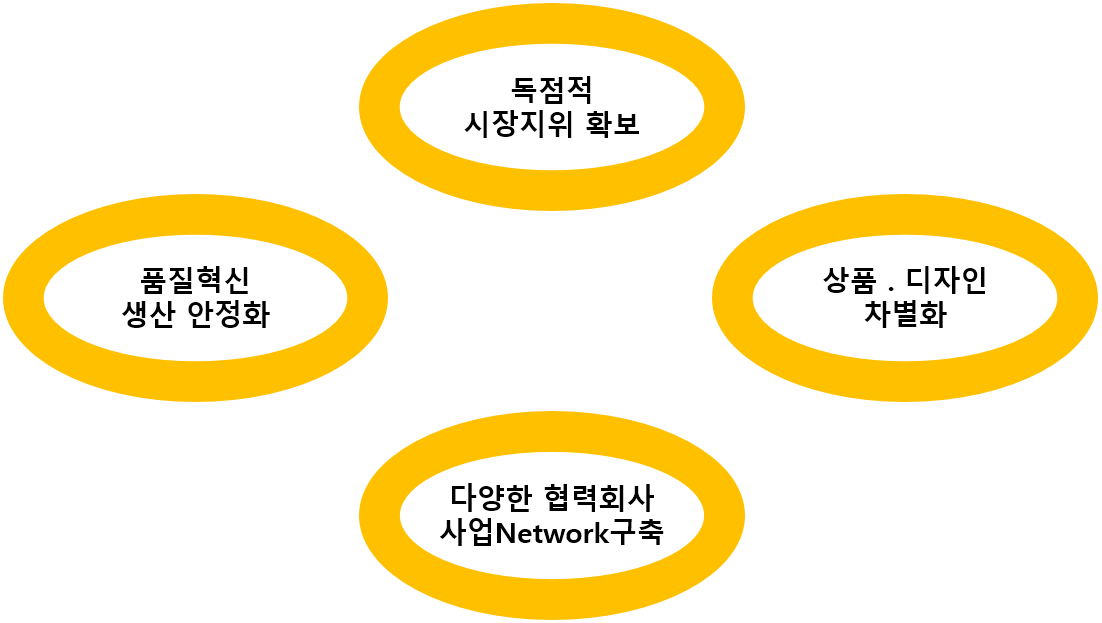 독점적
시장지위 확보
품질혁신
생산 안정화
상품 . 디자인
차별화
다양한 협력회사
사업Network구축